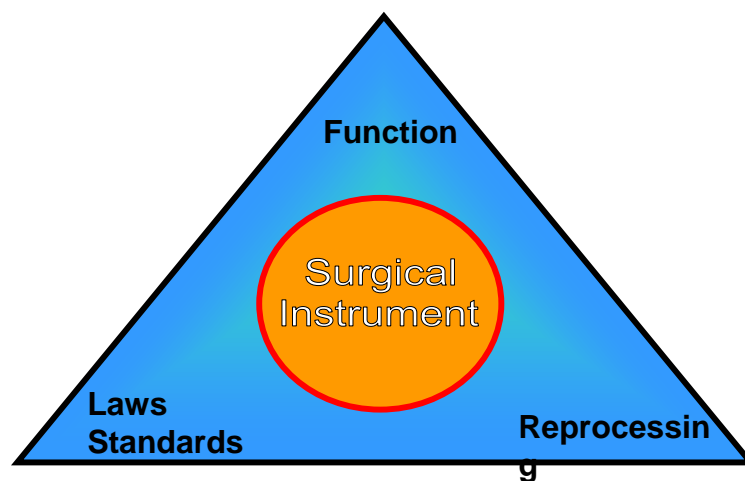 Function
Surgical
Instrument
Laws
Standards
Reprocessin
g